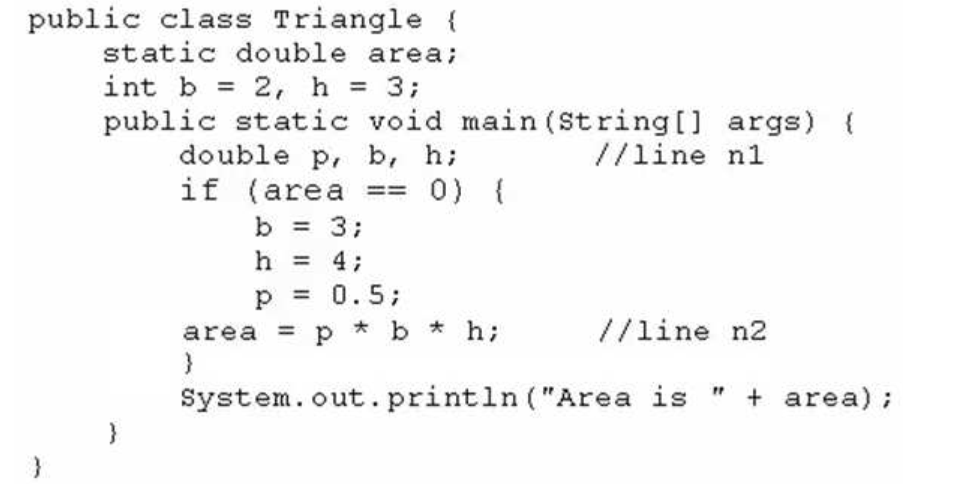 public class Triangle {
    static double area;
    int b = 2, h = 3;
    public static void main(String[] args) {
        double p, b, h;        //line n1
        if (area == 0) {
            b = 3;
            h = 4;
            p = 0.5;
        area = p * b * h;      //line n2
        }
        System.out.println("Area is " + area);
    }
}